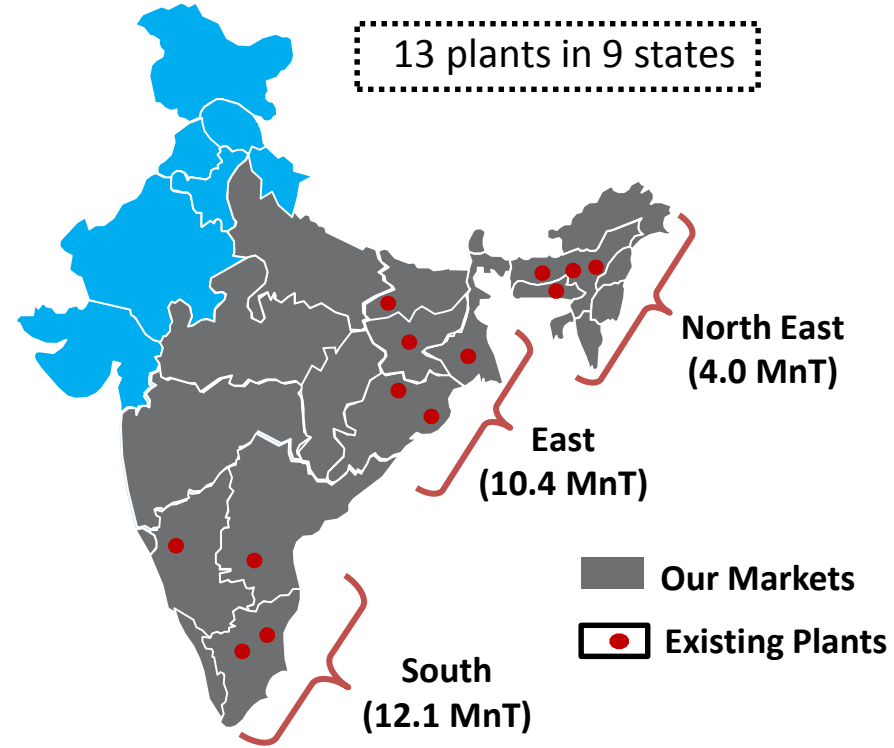 13 plants in 9 states
North East
(4.0 MnT)
East
(10.4 MnT)
Our Markets
Existing Plants
South
(12.1 MnT)